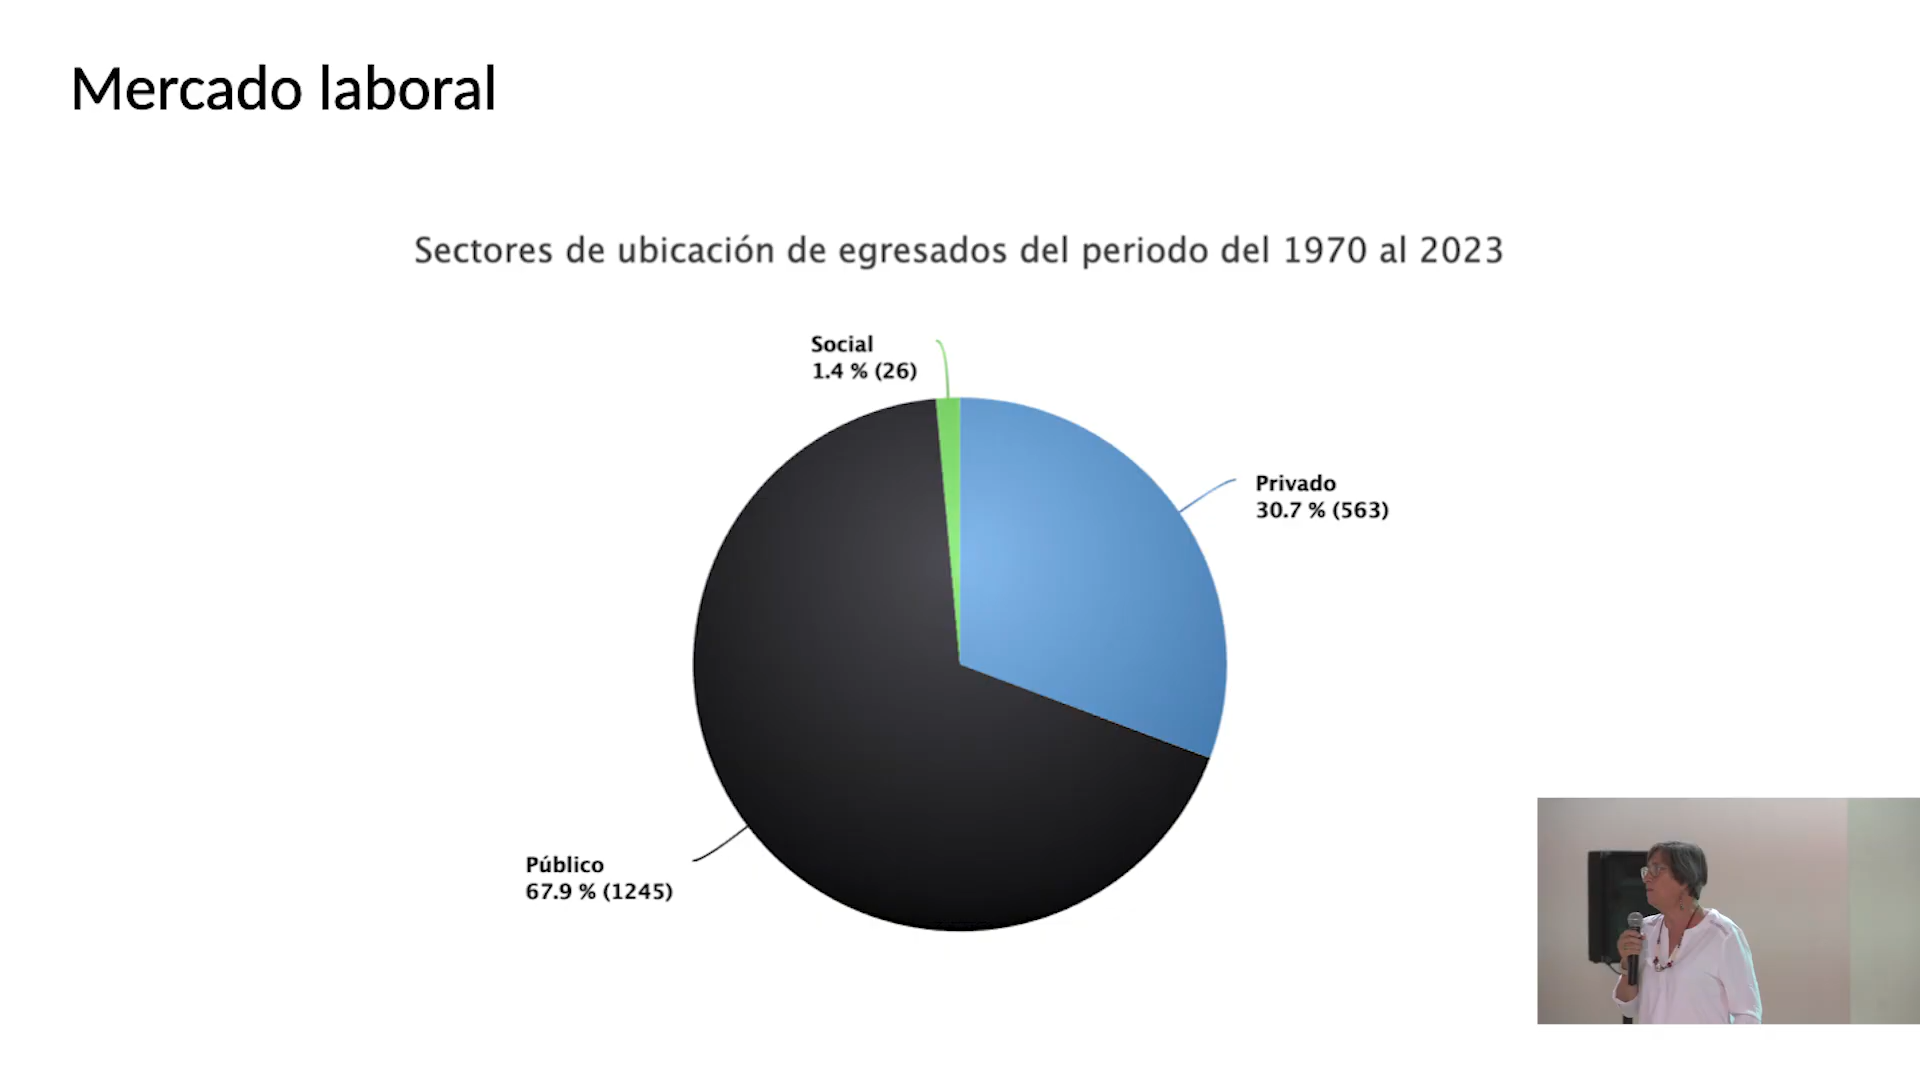 Mercado laboral
Sectores de ubicación de egresados del periodo del 1970 al 2023
Social
1.4 % (26)
Privado
30.7 % (563)
Público
67.9 % (1245)